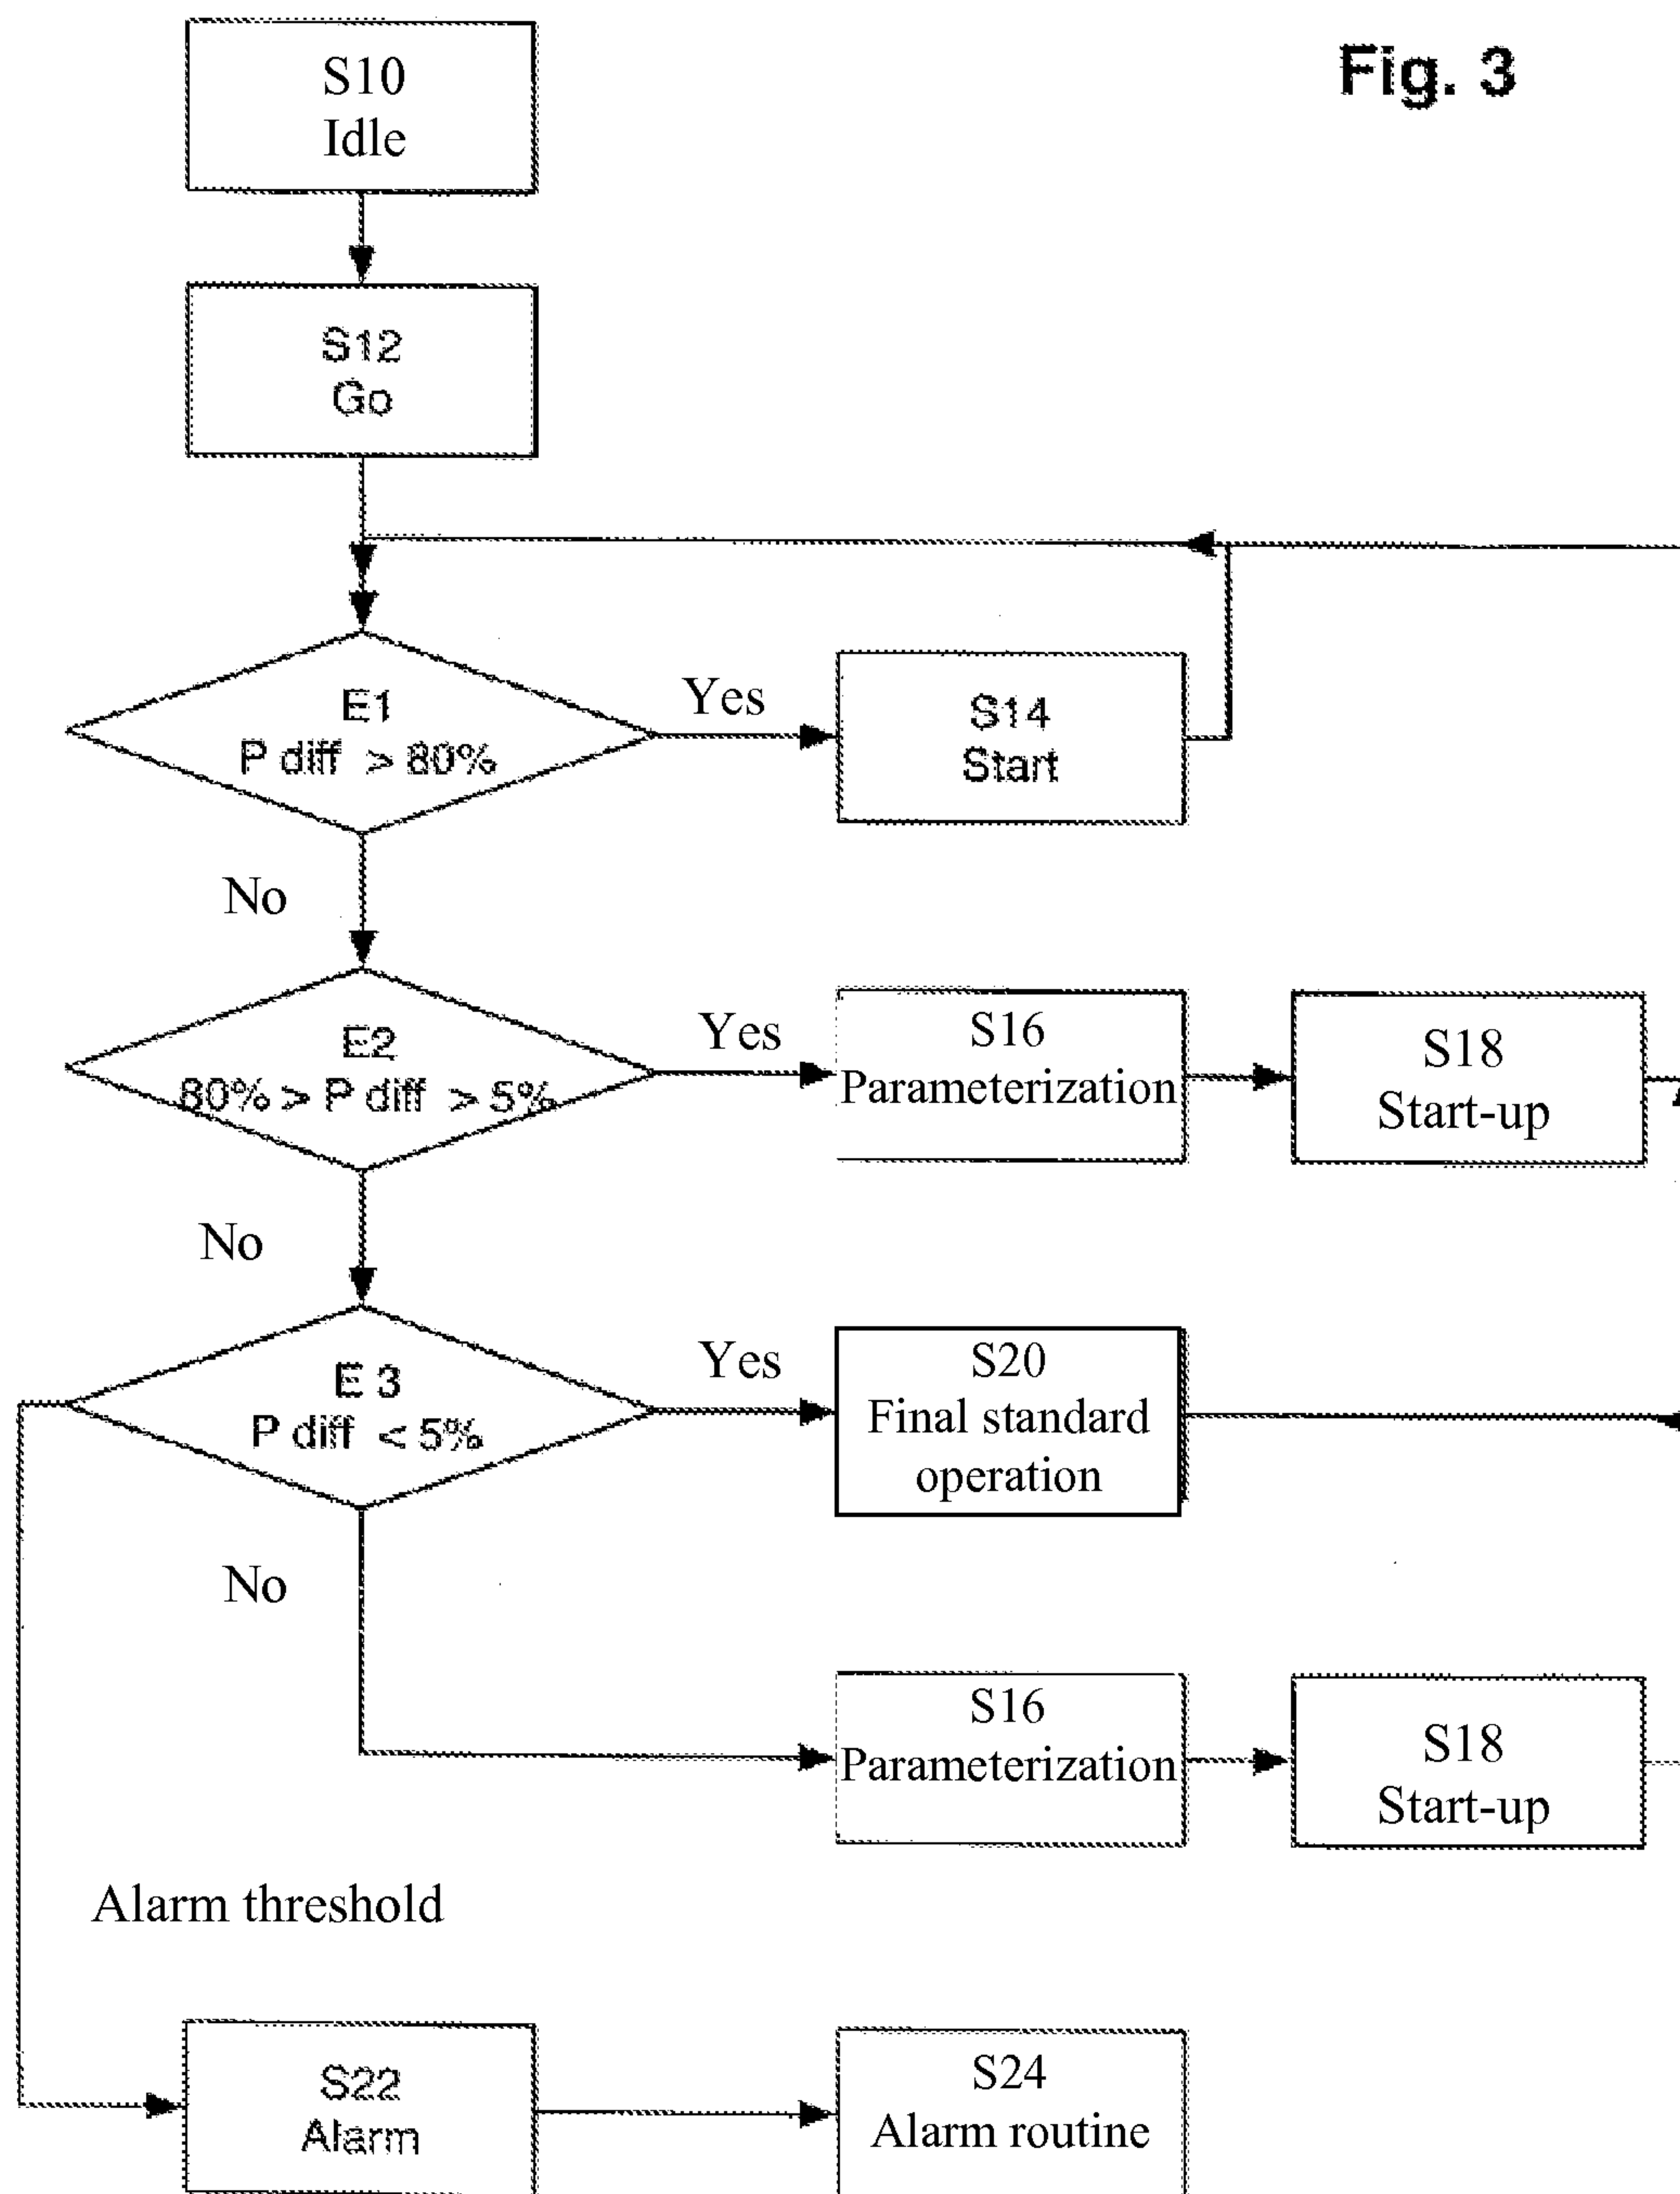 Fig. 3
S10
Idle
S12
Go
E1
P diff > 80%
Yes
S14
Start
No
E2
80% > P diff > 5%
Yes
S16
Parameterization
S18
Start-up
No
E 3
P diff < 5%
Yes
S20
Final standard
operation
No
S16
Parameterization
S18
Start-up
Alarm threshold
S22
Alarm
S24
Alarm routine